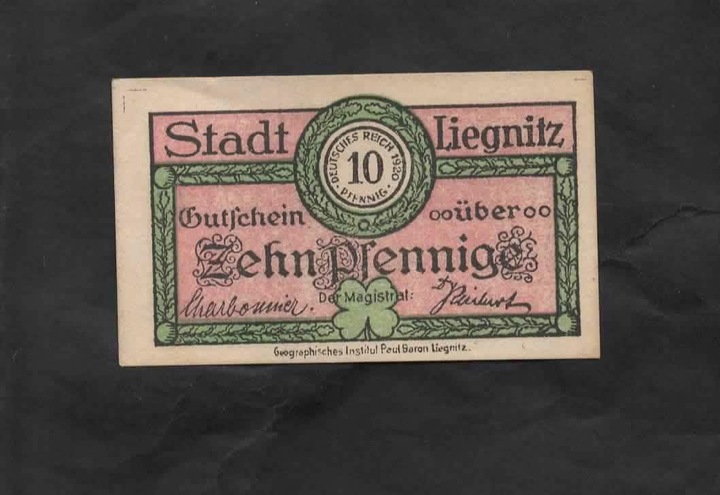 Stadt Liegnitz
DEUTSCHES REICH 1920
10
PFENNIG
Gutſchein über
Zehn Pfennige
Der Magistrat:
Charbonnier.
Geographisches Institut Paul Baron Liegnitz.